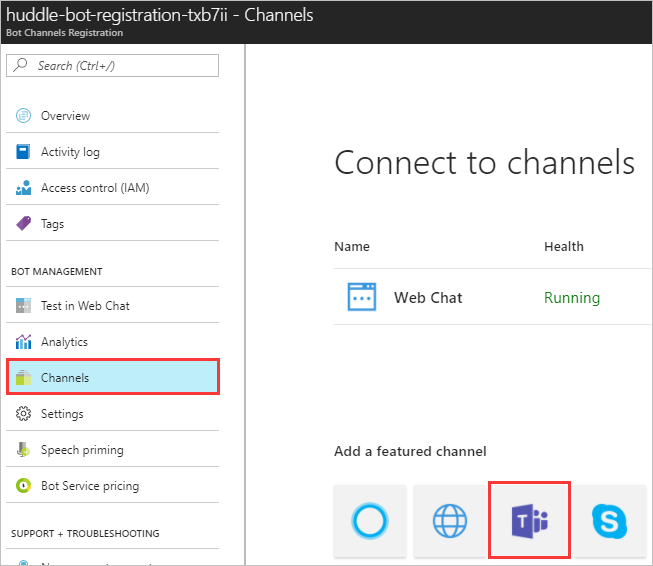 huddle-bot-registration-txb7ii - Channels
Bot Channels Registration
Search (Ctrl+/)
Overview
Activity log
Access control (IAM)
Tags
BOT MANAGEMENT
Test in Web Chat
Analytics
Channels
Settings
Speech priming
Bot Service pricing
SUPPORT + TROUBLESHOOTING
Connect to channels
Name Health
Web Chat Running
Add a featured channel